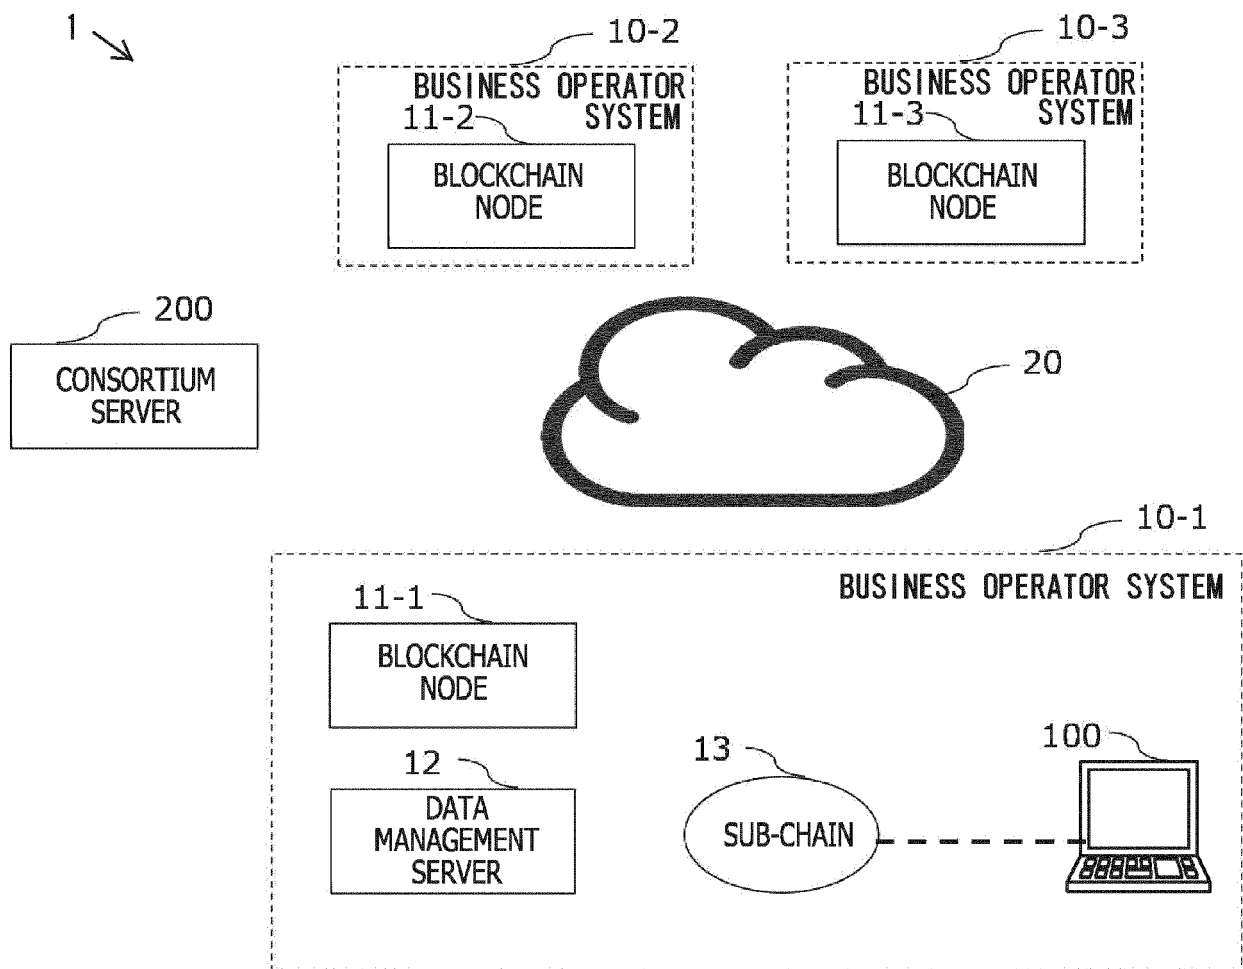 1
10-2
BUSINESS OPERATOR
SYSTEM
11-2
BLOCKCHAIN
NODE
10-3
BUSINESS OPERATOR
SYSTEM
11-3
BLOCKCHAIN
NODE
200
CONSORTIUM
SERVER
20
10-1
BUSINESS OPERATOR SYSTEM
11-1
BLOCKCHAIN
NODE
12
DATA
MANAGEMENT
SERVER
13
SUB-CHAIN
100